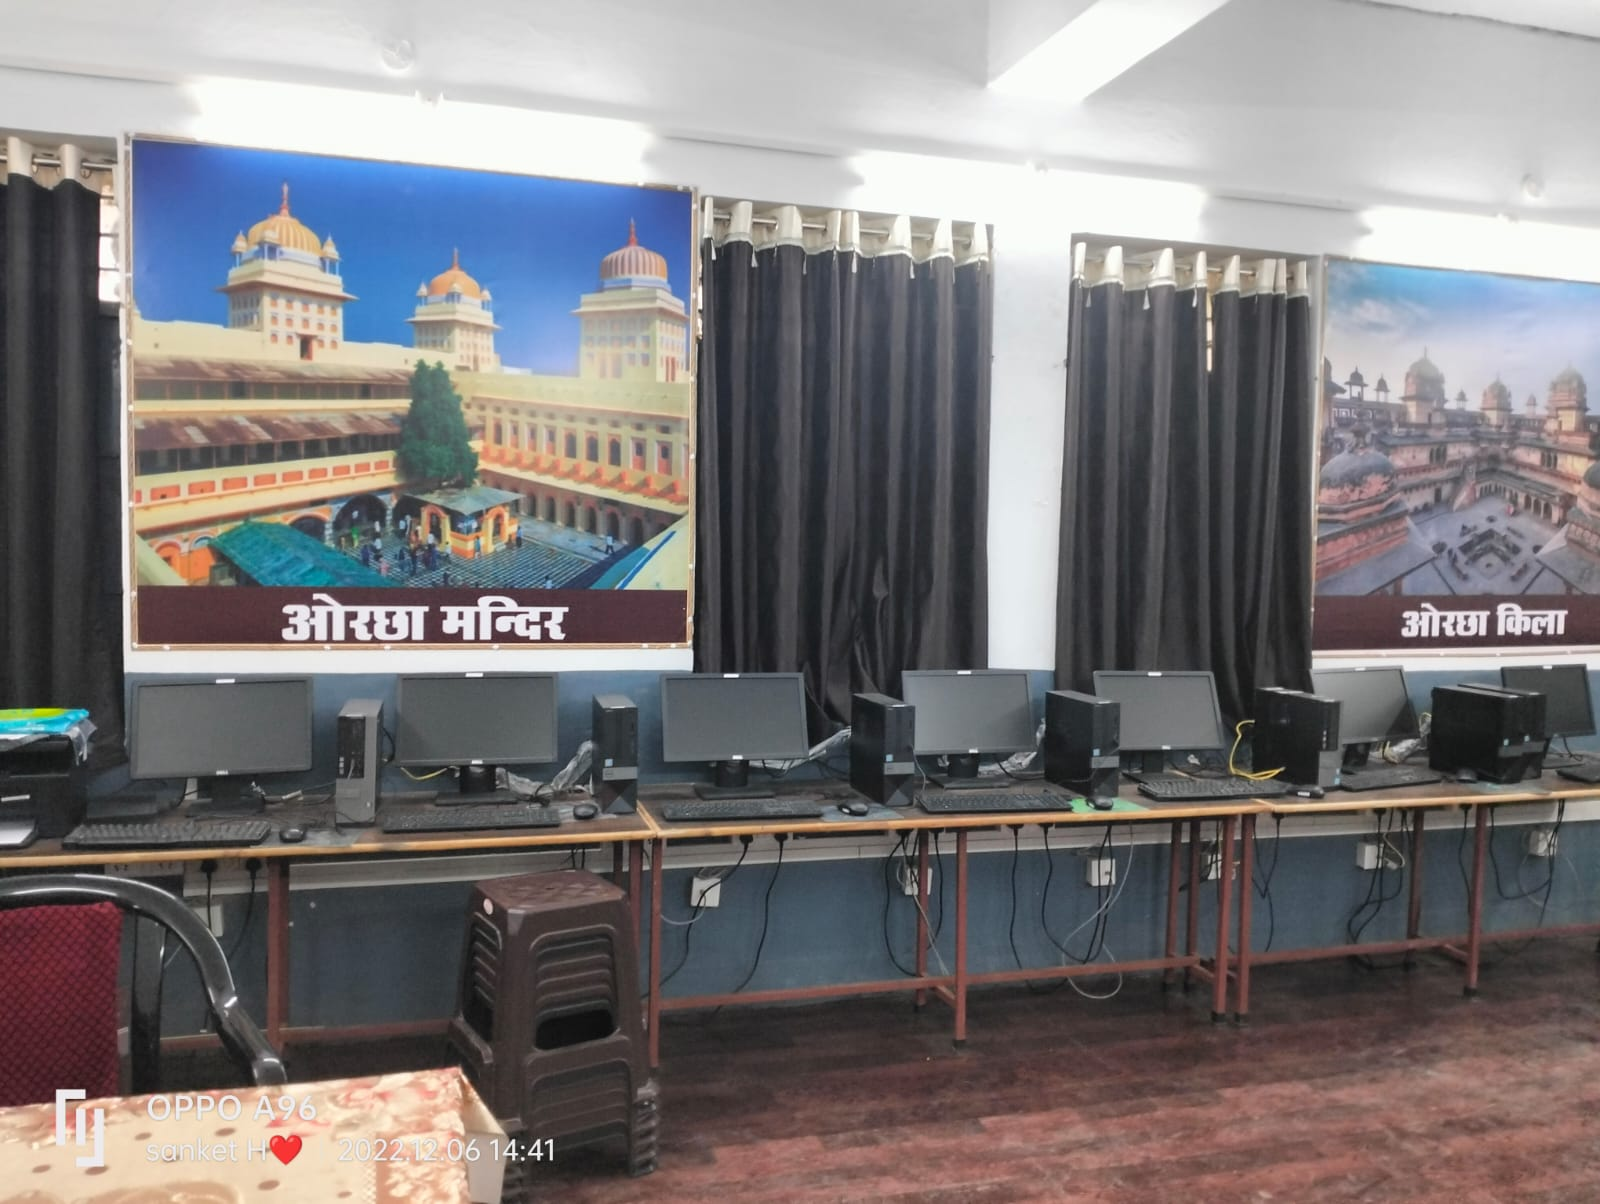 ओरछा मन्दिर
ओरछा किला
OPPO A96
sanket H❤️ 2022.12.06 14:41